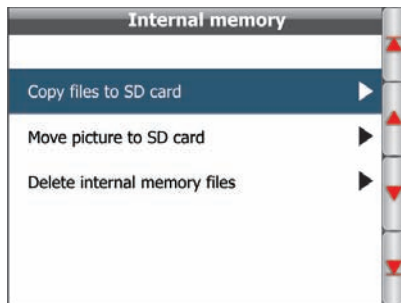 Internal memory
Copy files to SD card
Move picture to SD card
Delete internal memory files